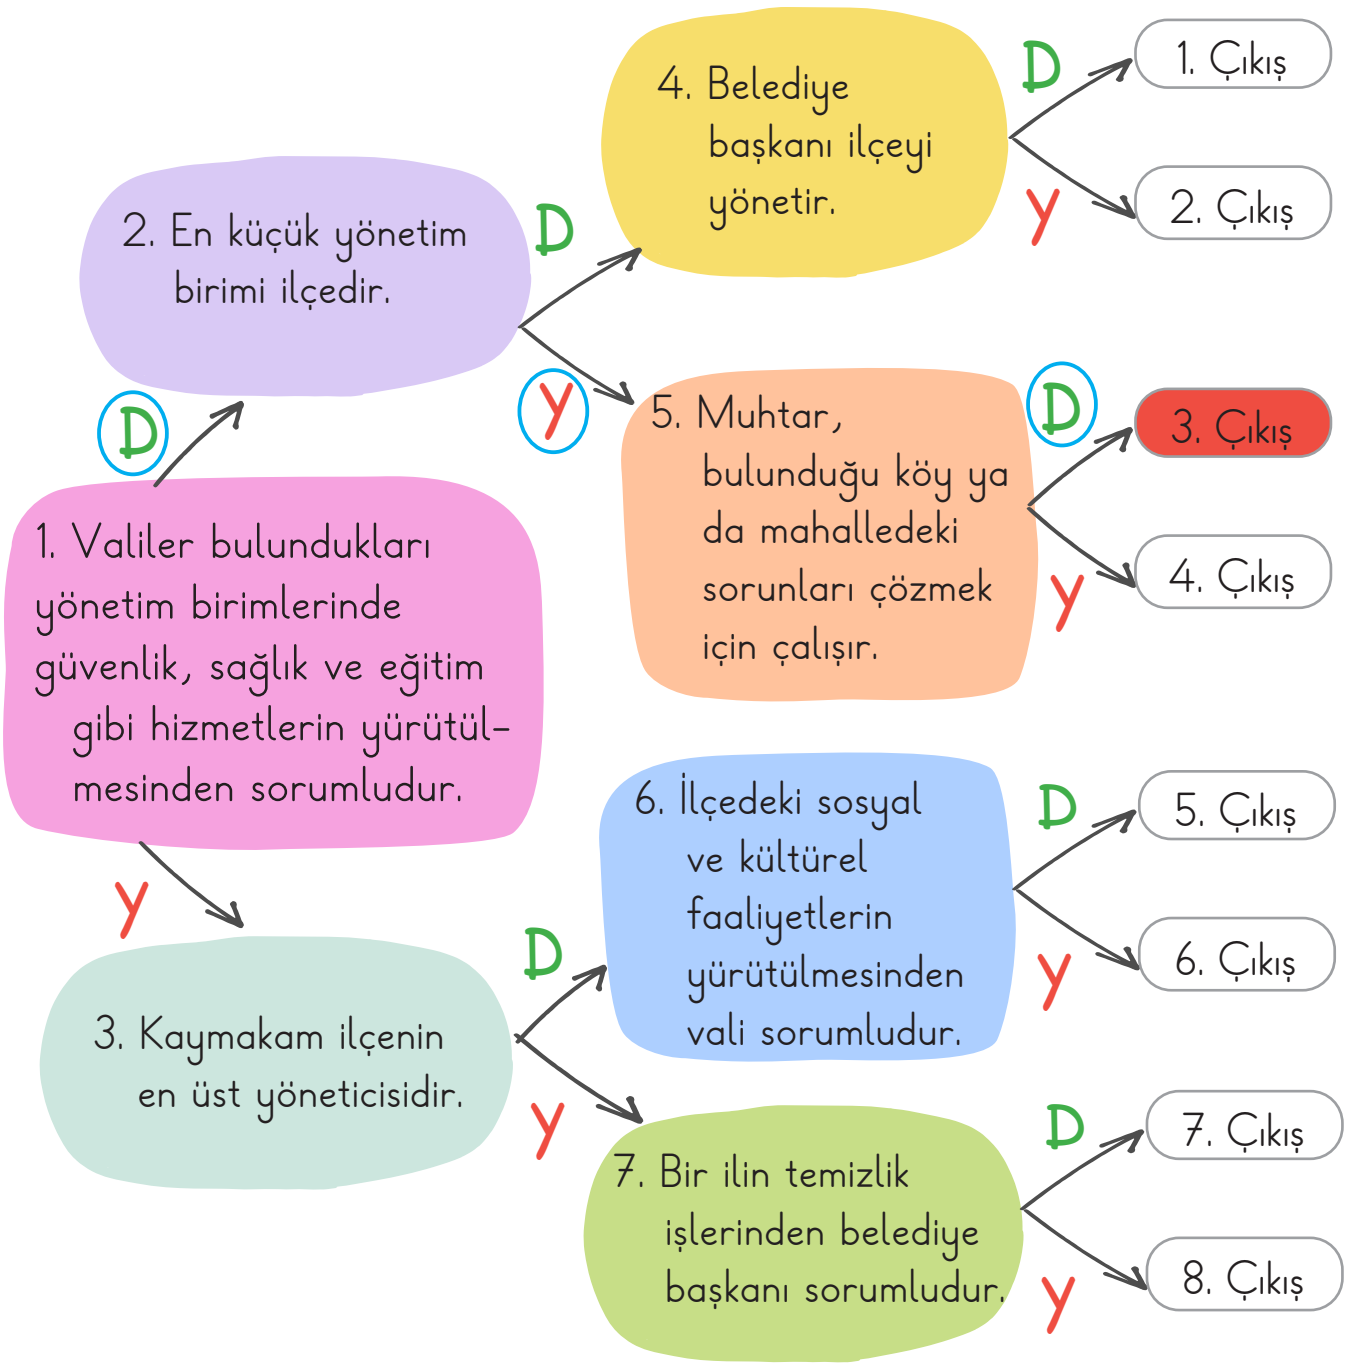 1. Valiler bulundukları
yönetim birimlerinde
güvenlik, sağlık ve eğitim
gibi hizmetlerin yürütül-
mesinden sorumludur.
D
Y
2. En küçük yönetim
birimi ilçedir.
D
Y
3. Kaymakam ilçenin
en üst yöneticisidir.
D
Y
4. Belediye
başkanı ilçeyi
yönetir.
D
Y
1. Çıkış
2. Çıkış
5. Muhtar,
bulunduğu köy ya
da mahalledeki
sorunları çözmek
için çalışır.
D
Y
3. Çıkış
4. Çıkış
6. İlçedeki sosyal
ve kültürel
faaliyetlerin
yürütülmesinden
vali sorumludur.
D
Y
5. Çıkış
6. Çıkış
7. Bir ilin temizlik
işlerinden belediye
başkanı sorumludur.
D
Y
7. Çıkış
8. Çıkış